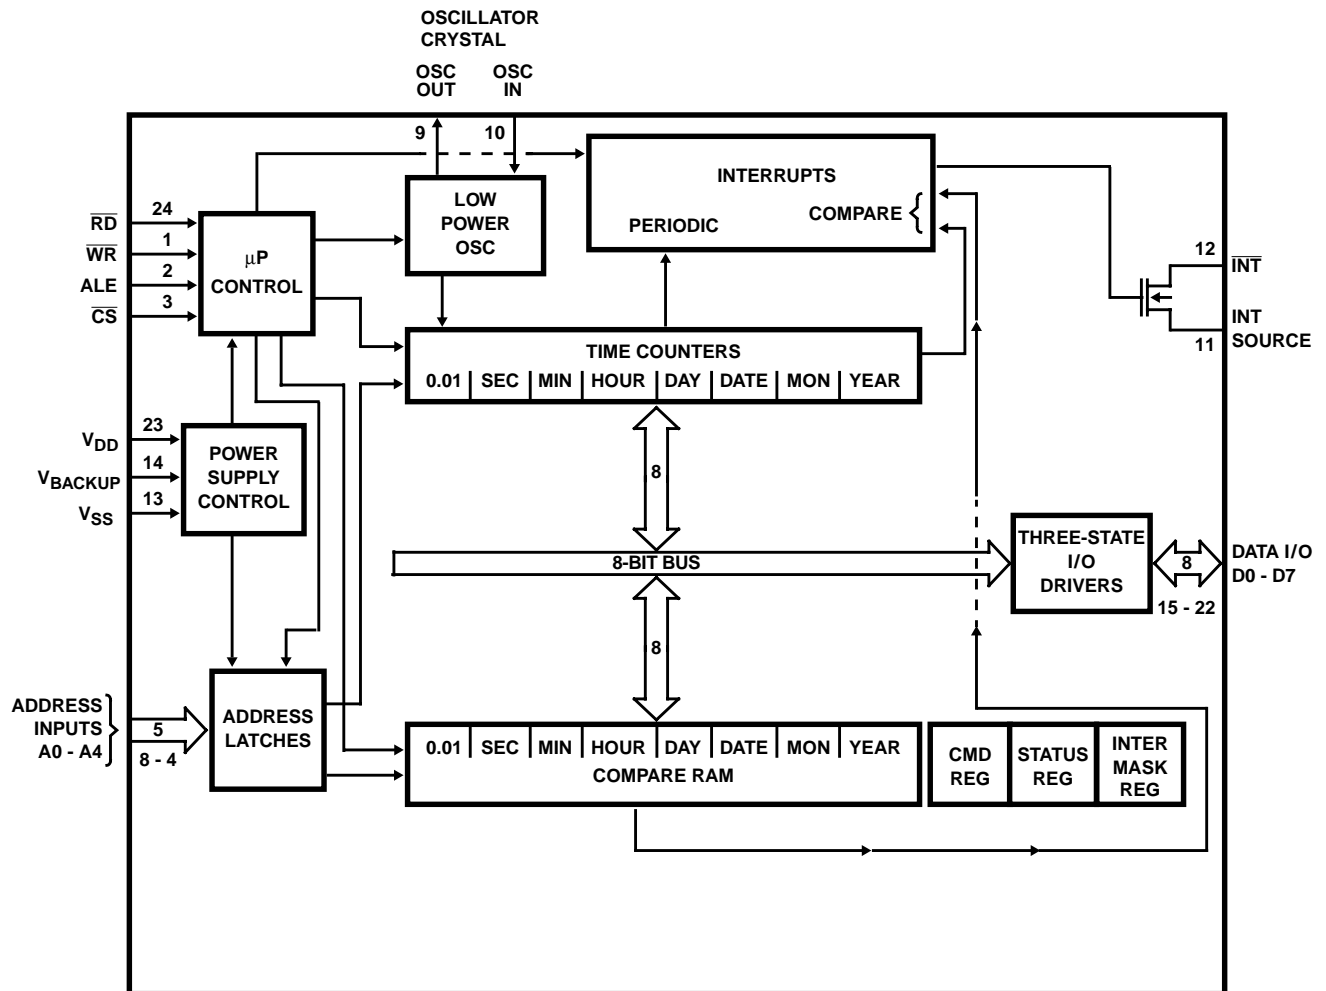 OSCILLATOR
CRYSTAL
OSC
OUT
OSC
IN
9
10
INTERRUPTS
COMPARE
PERIODIC
LOW
POWER
OSC
R̅D̅
24
W̅R̅
1
ALE
2
C̅S̅
3
μP
CONTROL
12
I̅N̅T̅
INT
SOURCE
11
TIME COUNTERS
0.01 SEC MIN HOUR DAY DATE MON YEAR
VDD
23
VBACKUP
14
VSS
13
POWER
SUPPLY
CONTROL
8
8-BIT BUS
THREE-STATE
I/O
DRIVERS
8
DATA I/O
D0 - D7
15 - 22
8
ADDRESS
INPUTS
A0 - A4
5
8 - 4
ADDRESS
LATCHES
0.01 SEC MIN HOUR DAY DATE MON YEAR
COMPARE RAM
CMD
REG
STATUS
REG
INTER
MASK
REG